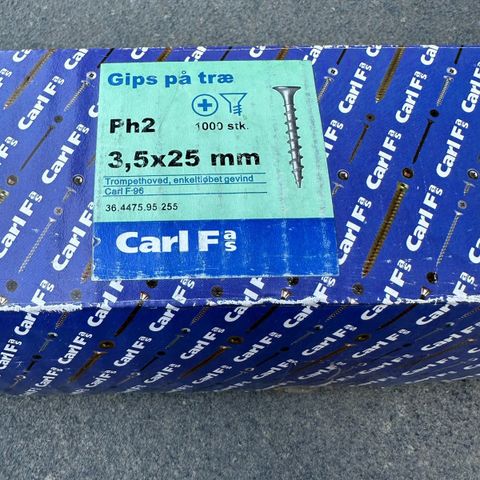 Gips på træ
Ph2
1000 stk.
3,5x25 mm
Trompethoved, enkeltløbet gevind
Carl F 96
36.4475.95 255
Carl Fas